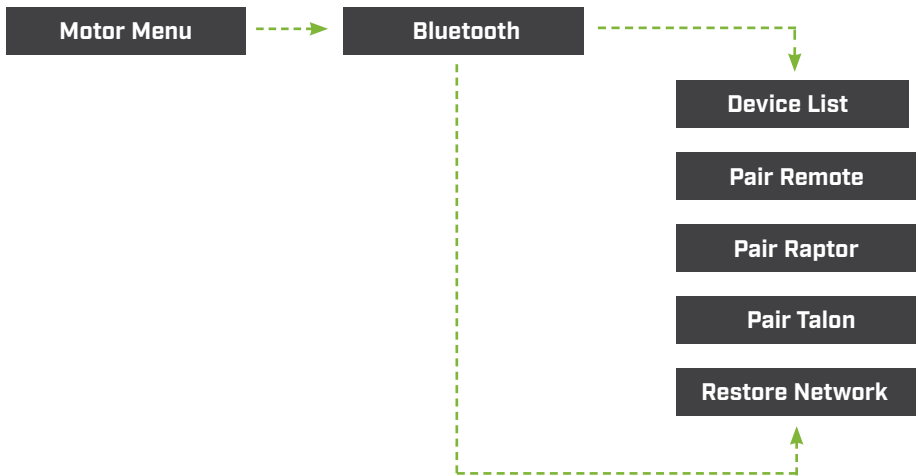 Motor Menu
Bluetooth
Device List
Pair Remote
Pair Raptor
Pair Talon
Restore Network